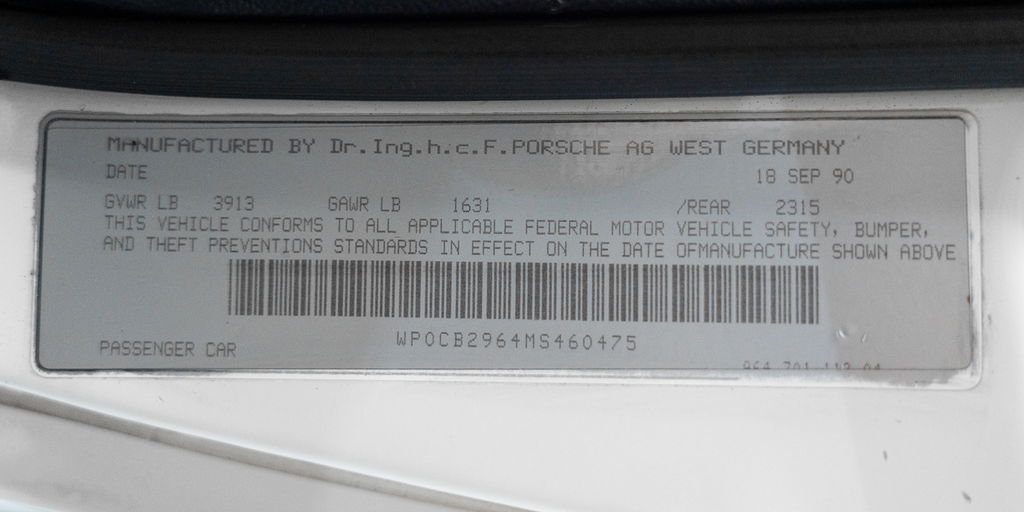 MANUFACTURED BY Dr.Ing.h.c.F.PORSCHE AG WEST GERMANY
DATE 18 SEP 90
GVWR LB 3913 GAWR LB 1631 /REAR 2315
THIS VEHICLE CONFORMS TO ALL APPLICABLE FEDERAL MOTOR VEHICLE SAFETY, BUMPER,
AND THEFT PREVENTIONS STANDARDS IN EFFECT ON THE DATE OFMANUFACTURE SHOWN ABOVE
WP0CB2964MS460475
PASSENGER CAR